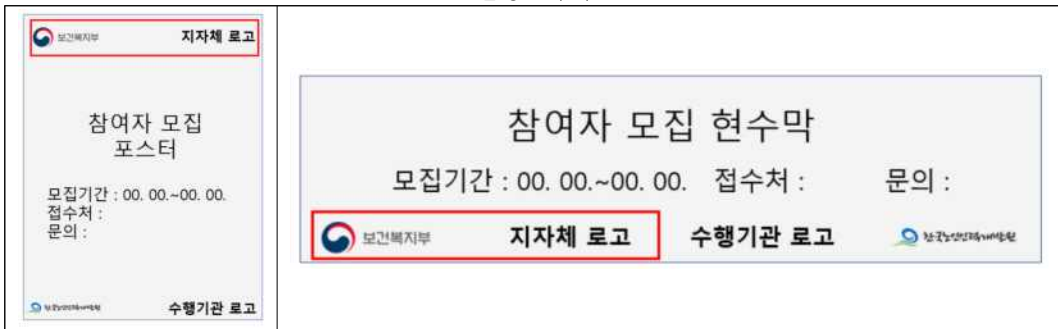 보건복지부 지자체 로고
참여자 모집
포스터
모집기간 : 00. 00.~00. 00.
접수처 :
문의 :
수행기관 로고
참여자 모집 현수막
모집기간 : 00. 00.~00. 00. 접수처 : 문의 :
보건복지부 지자체 로고 수행기관 로고